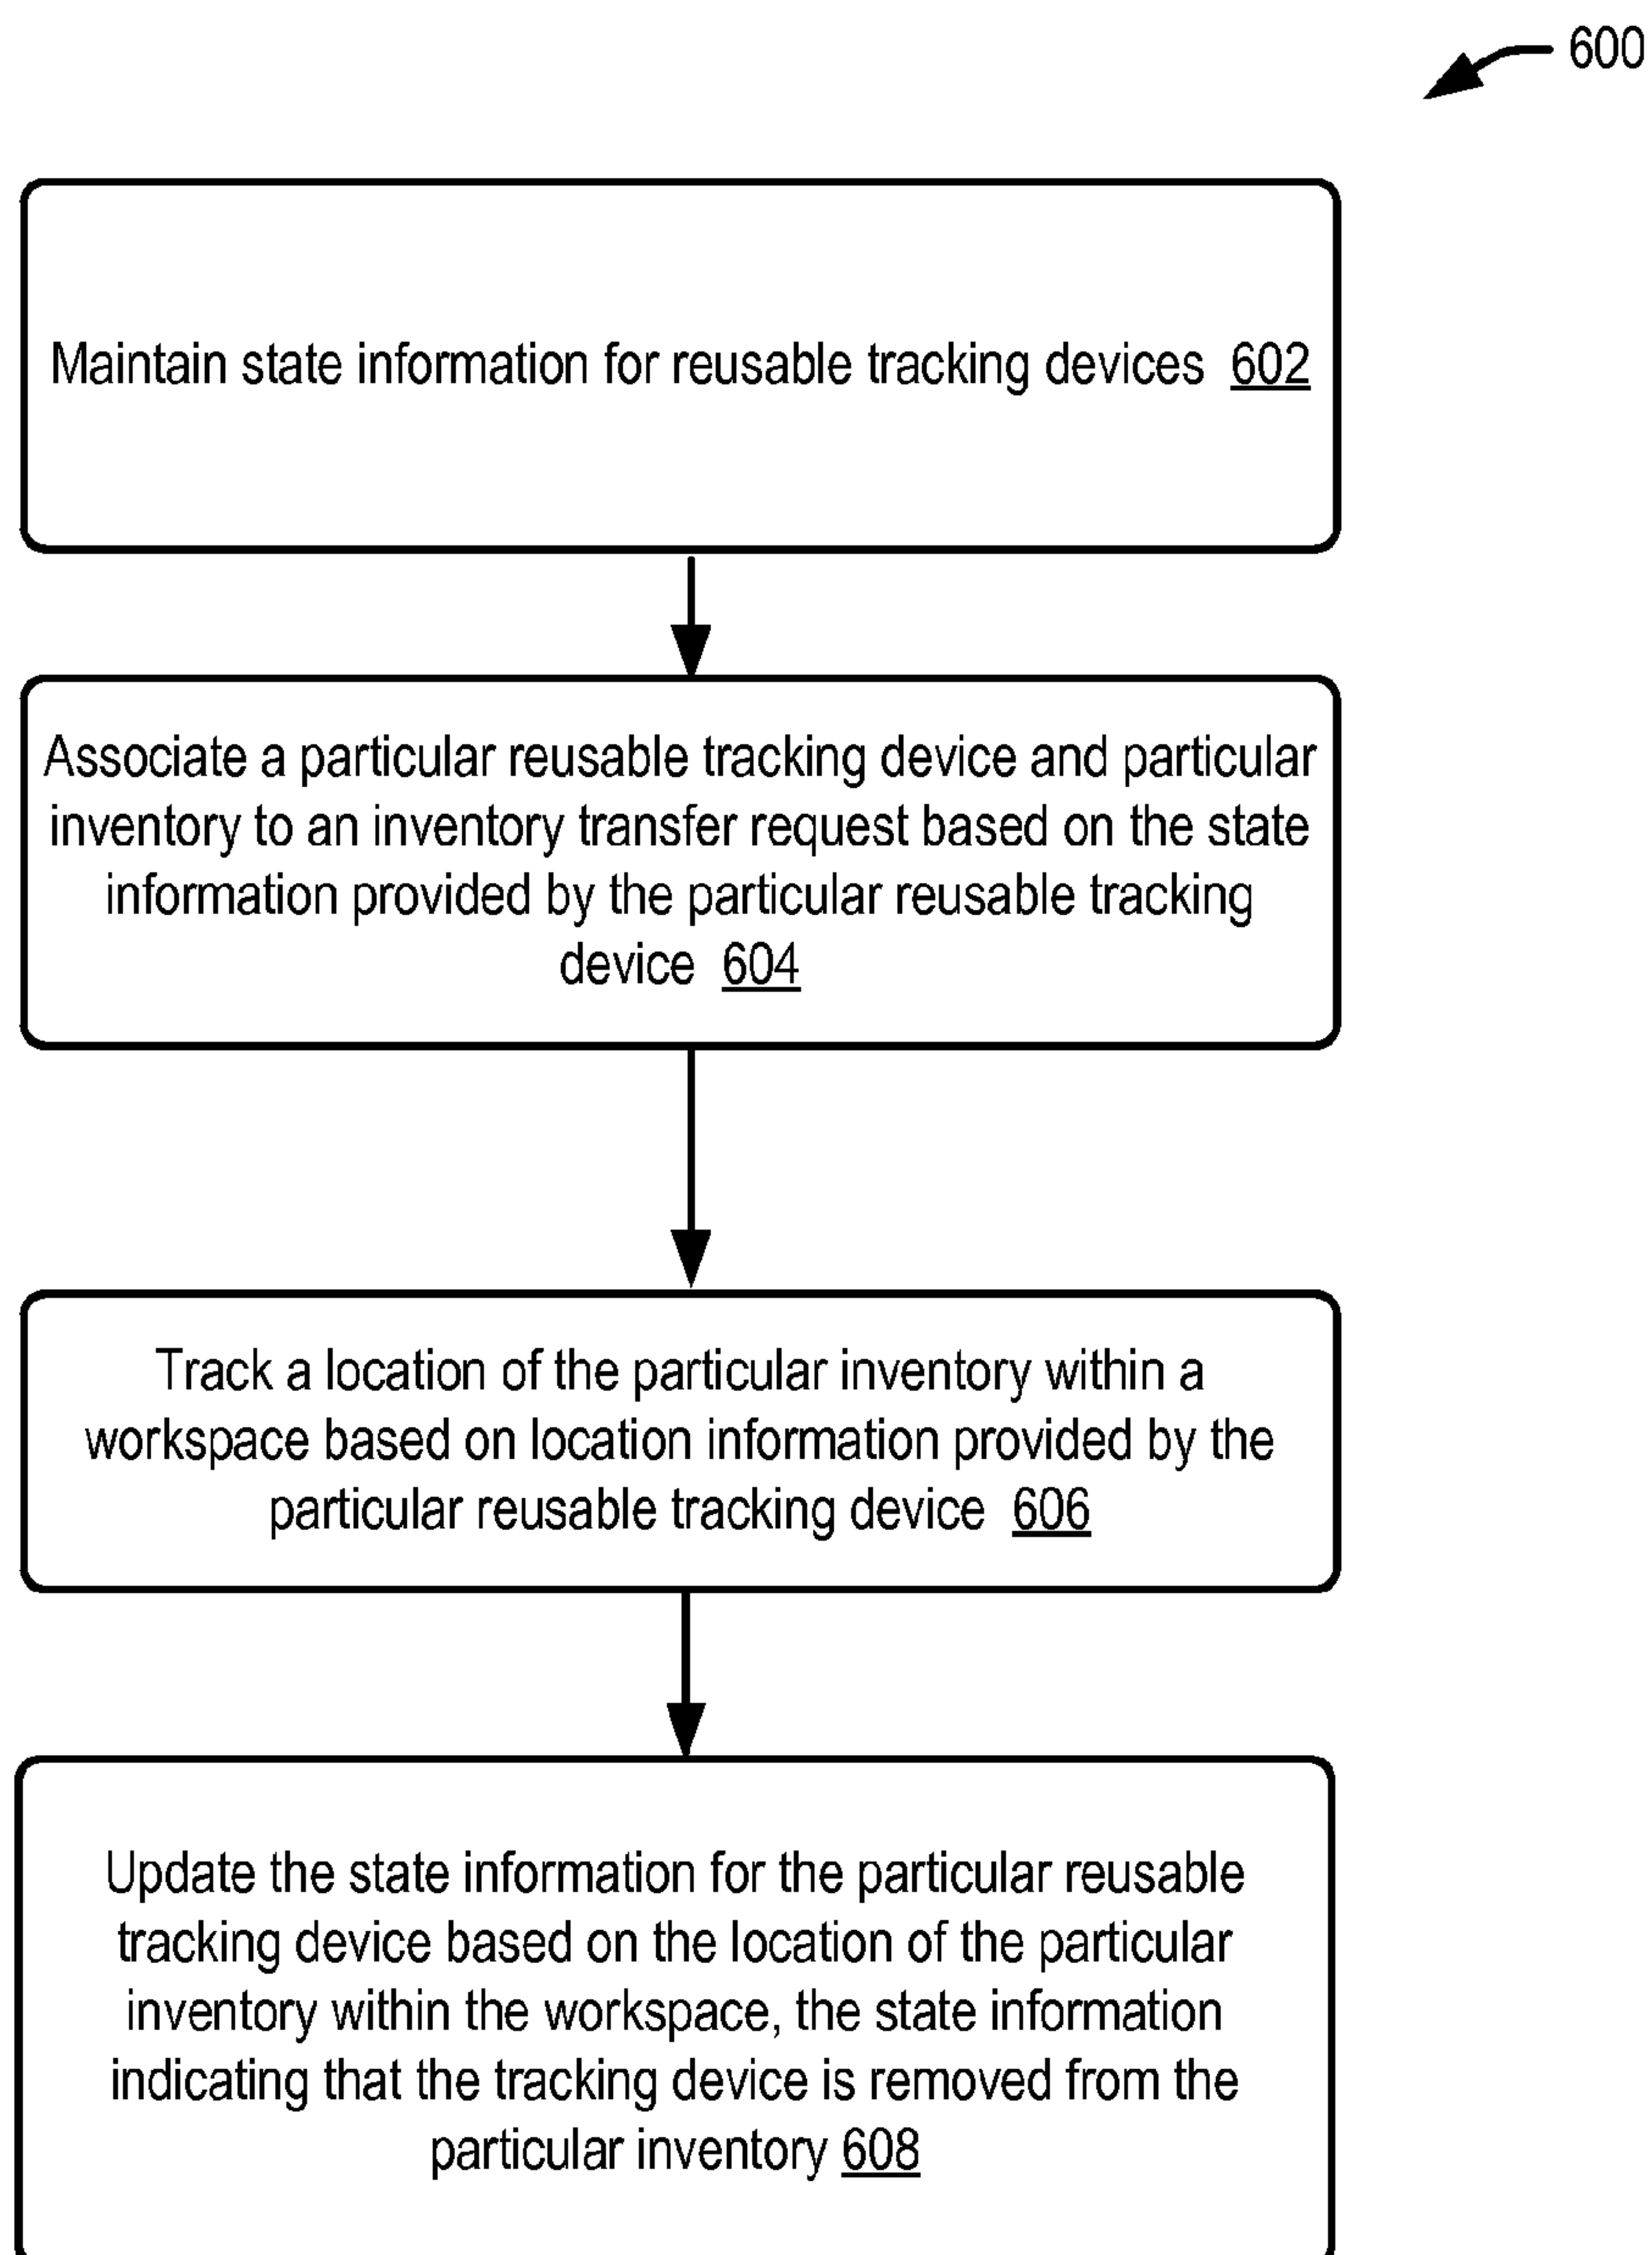 600
Maintain state information for reusable tracking devices 602
Associate a particular reusable tracking device and particular
inventory to an inventory transfer request based on the state
information provided by the particular reusable tracking
device 604
Track a location of the particular inventory within a
workspace based on location information provided by the
particular reusable tracking device 606
Update the state information for the particular reusable
tracking device based on the location of the particular
inventory within the workspace, the state information
indicating that the tracking device is removed from the
particular inventory 608